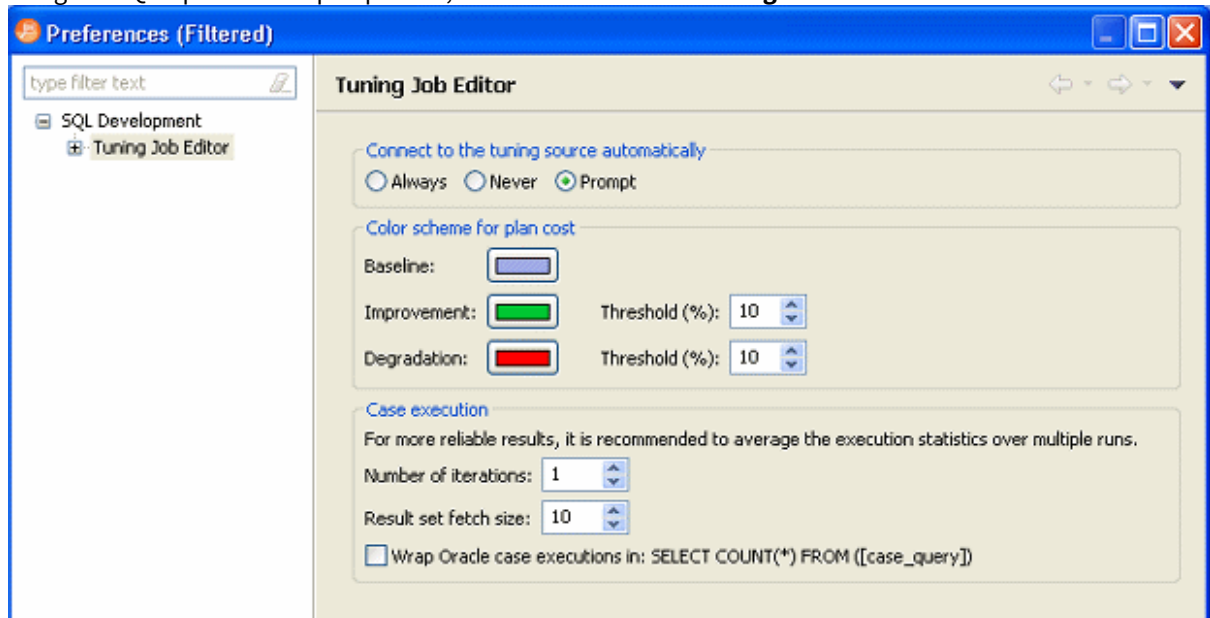 Preferences (Filtered)
type filter text
SQL Development
Tuning Job Editor
Tuning Job Editor
Connect to the tuning source automatically
Always Never Prompt
Color scheme for plan cost
Baseline:
Improvement: Threshold (%): 10
Degradation: Threshold (%): 10
Case execution
For more reliable results, it is recommended to average the execution statistics over multiple runs.
Number of iterations: 1
Result set fetch size: 10
Wrap Oracle case executions in: SELECT COUNT(*) FROM ([case_query])